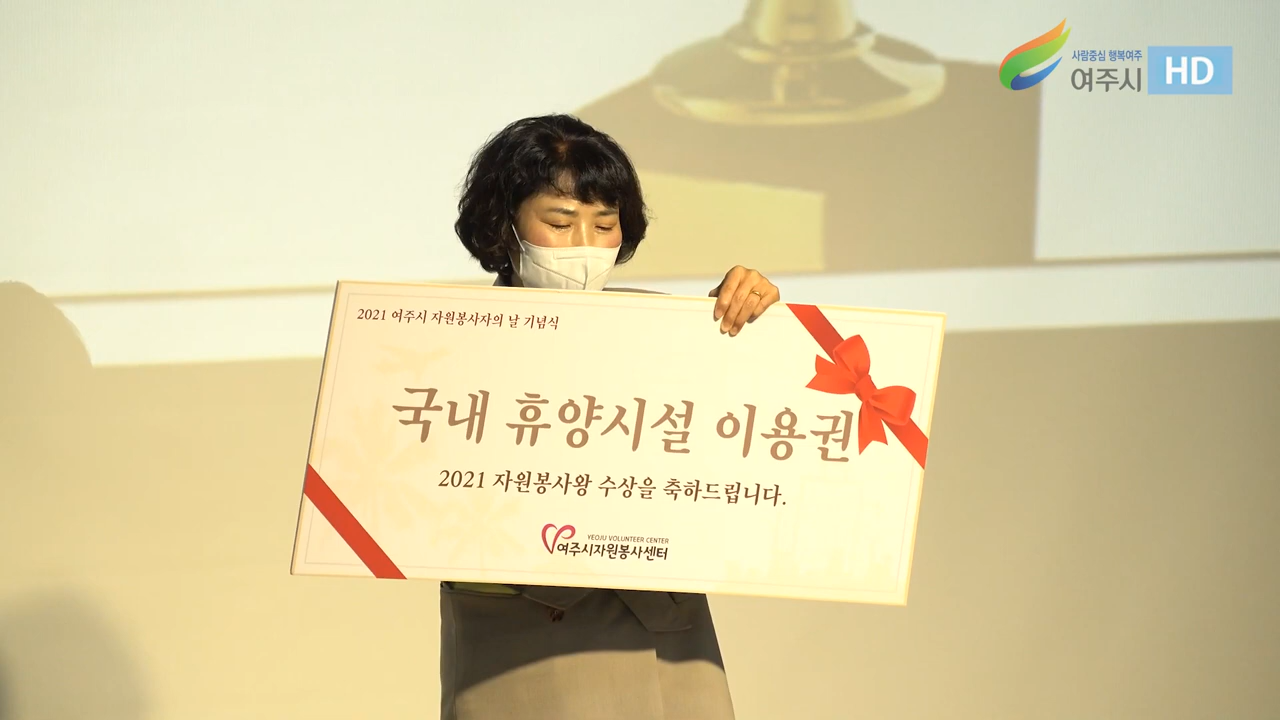 사람중심 행복여주
여주시 HD
2021 여주시 자원봉사자의 날 기념식
국내 휴양시설 이용권
2021 자원봉사왕 수상을 축하드립니다.
YEOJU VOLUNTEER CENTER
여주시자원봉사센터